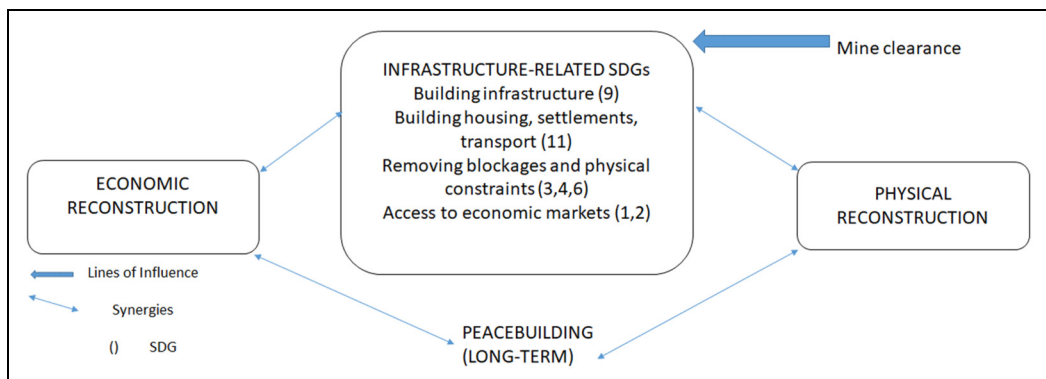 Mine clearance
INFRASTRUCTURE-RELATED SDGs
Building infrastructure (9)
Building housing, settlements,
transport (11)
Removing blockages and physical
constraints (3,4,6)
Access to economic markets (1,2)
ECONOMIC
RECONSTRUCTION
PHYSICAL
RECONSTRUCTION
Lines of Influence
Synergies
() SDG
PEACEBUILDING
(LONG-TERM)